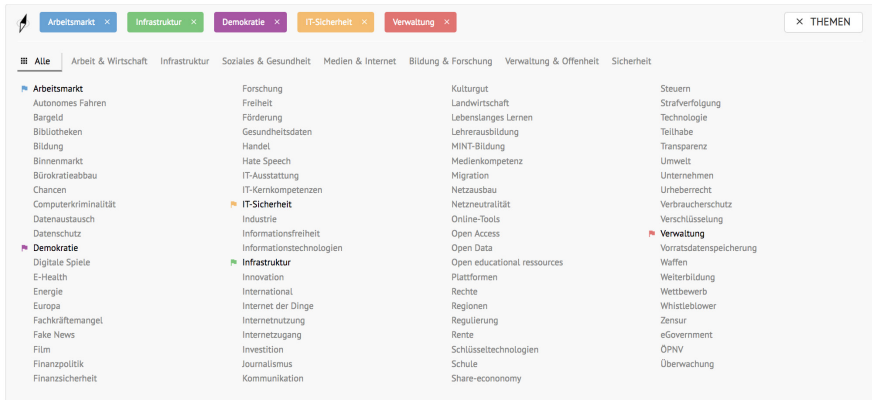 Arbeitsmarkt × Infrastruktur × Demokratie × IT-Sicherheit × Verwaltung × × THEMEN
Alle Arbeit & Wirtschaft Infrastruktur Soziales & Gesundheit Medien & Internet Bildung & Forschung Verwaltung & Offenheit Sicherheit
Arbeitsmarkt
Autonomes Fahren
Bargeld
Bibliotheken
Bildung
Binnenmarkt
Bürokratieabbau
Chancen
Computerkriminalität
Datenaustausch
Datenschutz
Demokratie
Digitale Spiele
E-Health
Energie
Europa
Fachkräftemangel
Fake News
Film
Finanzpolitik
Finanzsicherheit
Forschung
Freiheit
Förderung
Gesundheitsdaten
Handel
Hate Speech
IT-Ausstattung
IT-Kernkompetenzen
IT-Sicherheit
Industrie
Informationsfreiheit
Informationstechnologien
Infrastruktur
Innovation
International
Internet der Dinge
Internetnutzung
Internetzugang
Investition
Journalismus
Kommunikation
Kulturgut
Landwirtschaft
Lebenslanges Lernen
Lehrerausbildung
MINT-Bildung
Medienkompetenz
Migration
Netzausbau
Netzneutralität
Online-Tools
Open Access
Open Data
Open educational ressources
Plattformen
Rechte
Regionen
Regulierung
Rente
Schlüsseltechnologien
Schule
Share-econonomy
Steuern
Strafverfolgung
Technologie
Teilhabe
Transparenz
Umwelt
Unternehmen
Urheberrecht
Verbraucherschutz
Verschlüsselung
Verwaltung
Vorratsdatenspeicherung
Waffen
Weiterbildung
Wettbewerb
Whistleblower
Zensur
eGovernment
ÖPNV
Überwachung